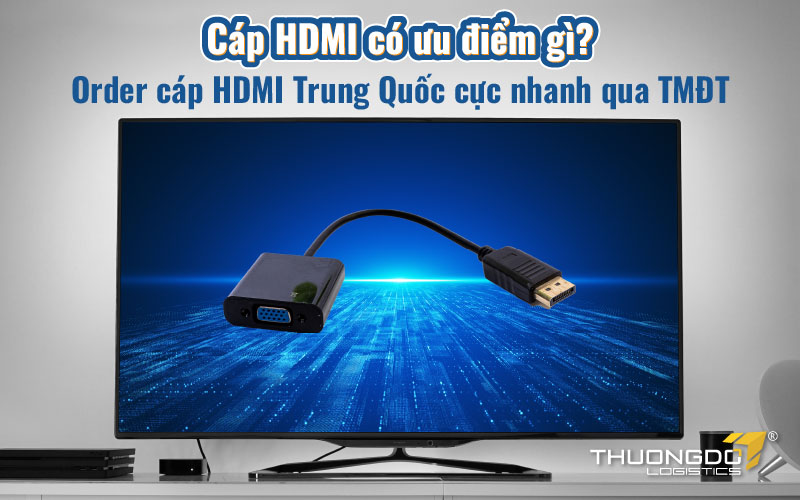 Cáp HDMI có ưu điểm gì?
Order cáp HDMI Trung Quốc cực nhanh qua TMĐT
THUONGDO ®
LOGISTICS